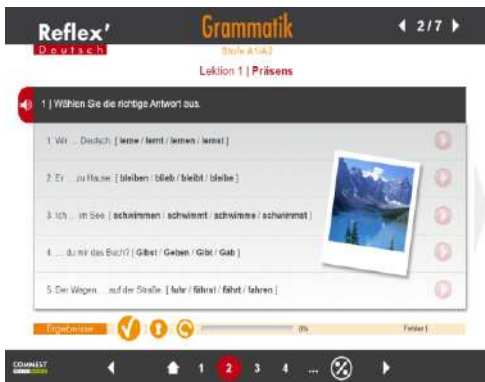 Reflex’
Deutsch
Grammatik
Stufe A1/A2
2/7
Lektion 1 | Präsens
1 | Wählen Sie die richtige Antwort aus.
1. Wir ... Deutsch. [ lerne / lernt / lernen / lernst ]
2. Er ... zu Hause. [ bleiben / blieb / bleibt / bleibe ]
3. Ich ... im See. [ schwimmen / schwimmt / schwimme / schwimmst ]
4. ... du mir das Buch? [ Gibst / Geben / Gibt / Gab ]
5. Der Wagen ... auf der Straße. [ fuhr / fährst / fährt / fahren ]
Ergebnisse
0%
Fehler
COMMEST
1 2 3 4 ...